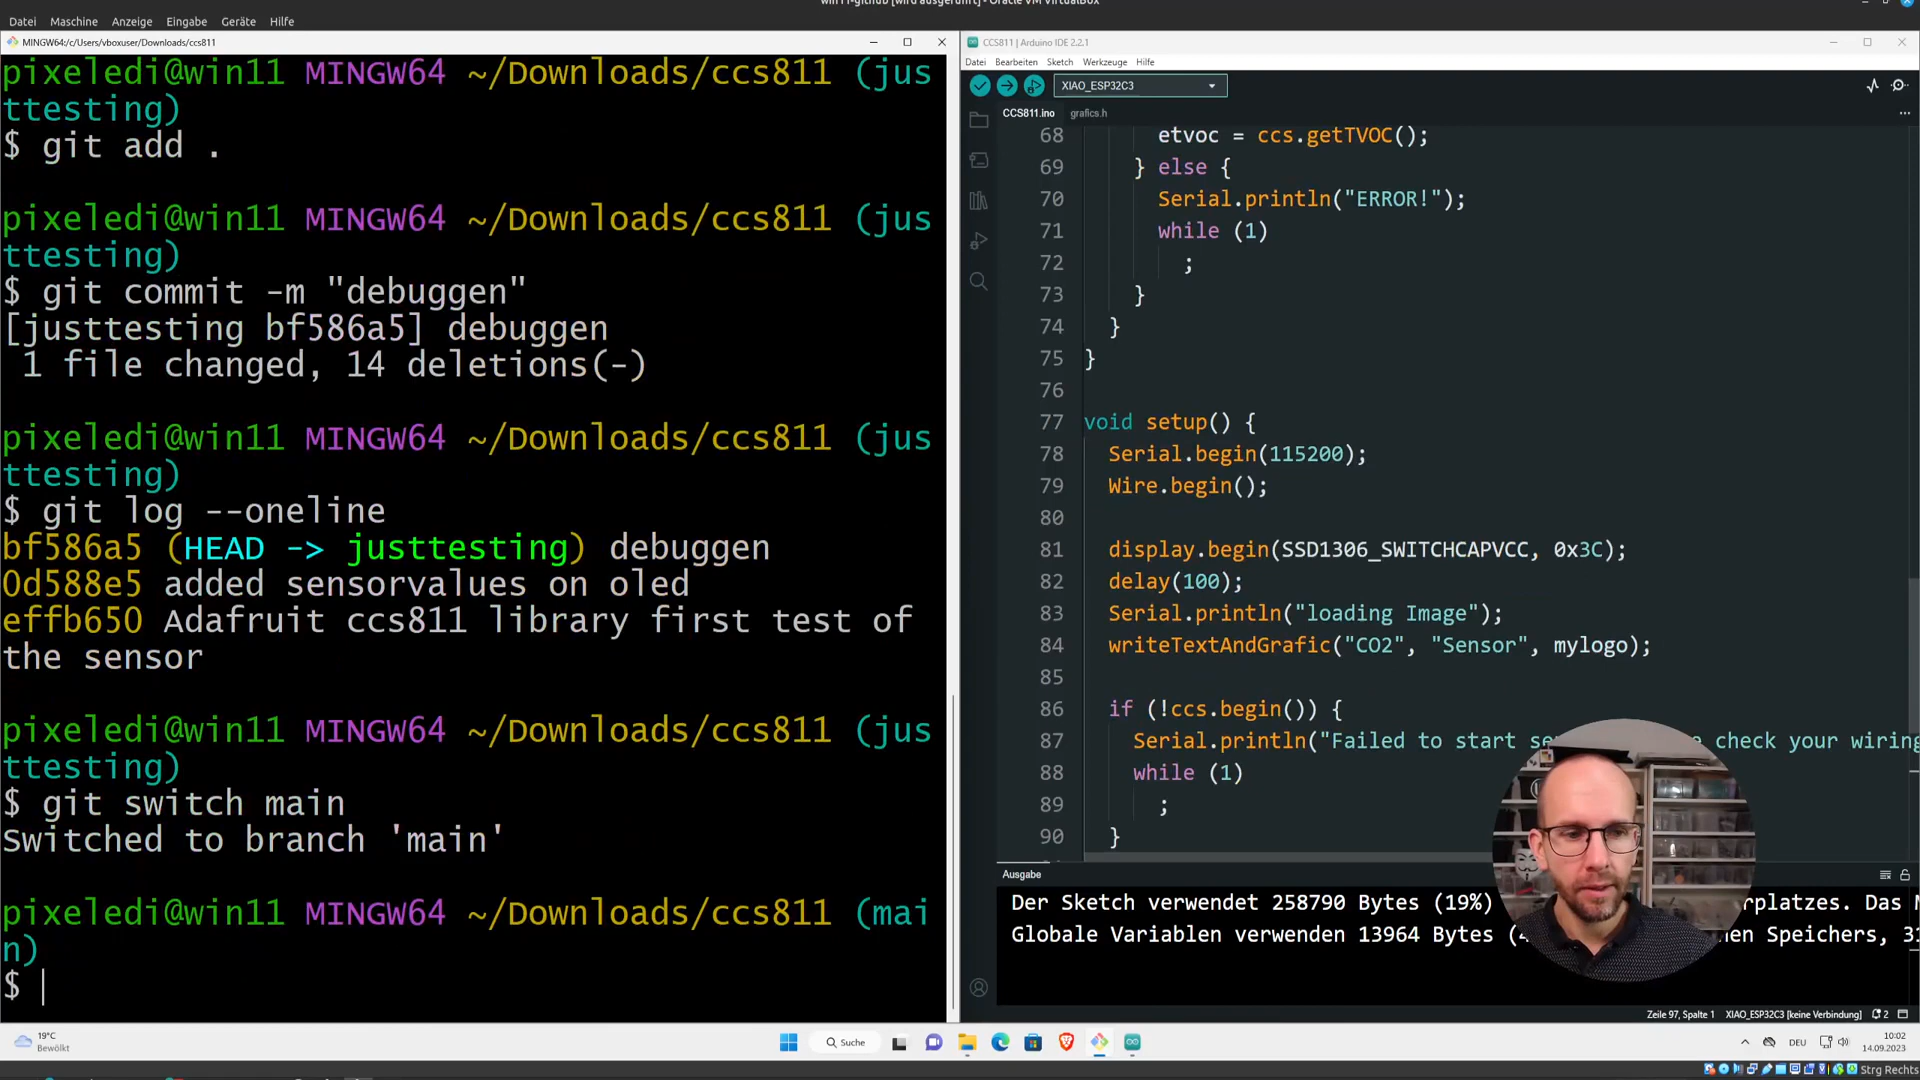 Datei Maschine Anzeige Eingabe Geräte Hilfe
MINGW64:/c/Users/vboxuser/Downloads/ccs811
pixeledi@win11 MINGW64 ~/Downloads/ccs811 (jus
ttesting)
$ git add .
pixeledi@win11 MINGW64 ~/Downloads/ccs811 (jus
ttesting)
$ git commit -m "debuggen"
[justtesting bf586a5] debuggen
1 file changed, 14 deletions(-)
pixeledi@win11 MINGW64 ~/Downloads/ccs811 (jus
ttesting)
$ git log --oneline
bf586a5 (HEAD -> justtesting) debuggen
0d588e5 added sensorvalues on oled
effb650 Adafruit ccs811 library first test of
the sensor
pixeledi@win11 MINGW64 ~/Downloads/ccs811 (jus
ttesting)
$ git switch main
Switched to branch 'main'
pixeledi@win11 MINGW64 ~/Downloads/ccs811 (mai
n)
$
CCS811 | Arduino IDE 2.2.1
Datei Bearbeiten Sketch Werkzeuge Hilfe
XIAO_ESP32C3
CCS811.ino grafics.h
68 etvoc = ccs.getTVOC();
69 } else {
70 Serial.println("ERROR!");
71 while (1)
72 ;
73 }
74 }
75 }
76
77 void setup() {
78 Serial.begin(115200);
79 Wire.begin();
80
81 display.begin(SSD1306_SWITCHCAPVCC, 0x3C);
82 delay(100);
83 Serial.println("loading Image");
84 writeTextAndGrafic("CO2", "Sensor", mylogo);
85
86 if (!ccs.begin()) {
87 Serial.println("Failed to start check your wiring
88 while (1)
89 ;
90 }
Ausgabe
Der Sketch verwendet 258790 Bytes (19%) Das
Globale Variablen verwenden 13964 Bytes Speichers,
Zeile 97, Spalte 1 XIAO_ESP32C3 [keine Verbindung] 2
19°C
Bewölkt
Suche
DEU
10:02
14.09.2023
Strg Rechts